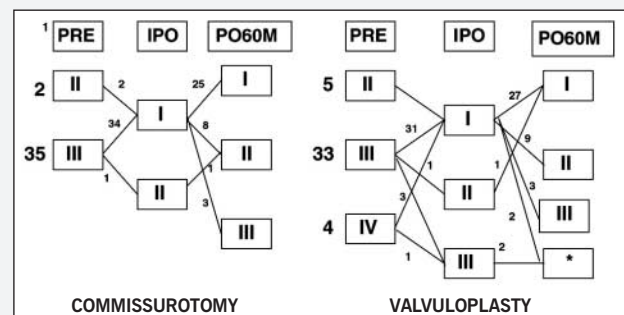 1 PRE IPO PO60M PRE IPO PO60M
2 II 2 I 25 I 5 II I 27 I
34 8 31 9
35 III 1 II 1 II 33 III 1 II 1 II
3 3 3 III
III 4 IV 1 III 2 2 *
COMMISSUROTOMY VALVULOPLASTY